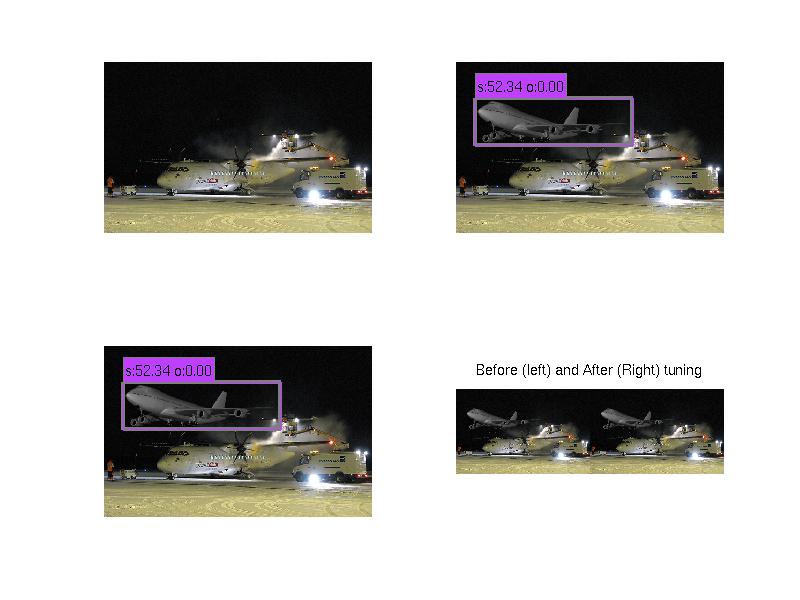 s:52.34 o:0.00
s:52.34 o:0.00
Before (left) and After (Right) tuning